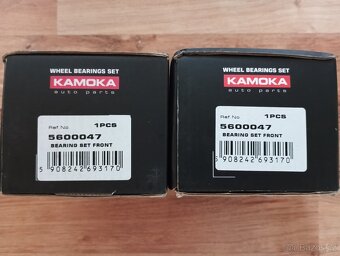 WHEEL BEARINGS SET
KAMOKA
auto parts
Ref No
1PCS
5600047
BEARING SET FRONT
5 908242 693170
WHEEL BEARINGS SET
KAMOKA
auto parts
Ref No
1PCS
5600047
BEARING SET FRONT
5 908242 693170